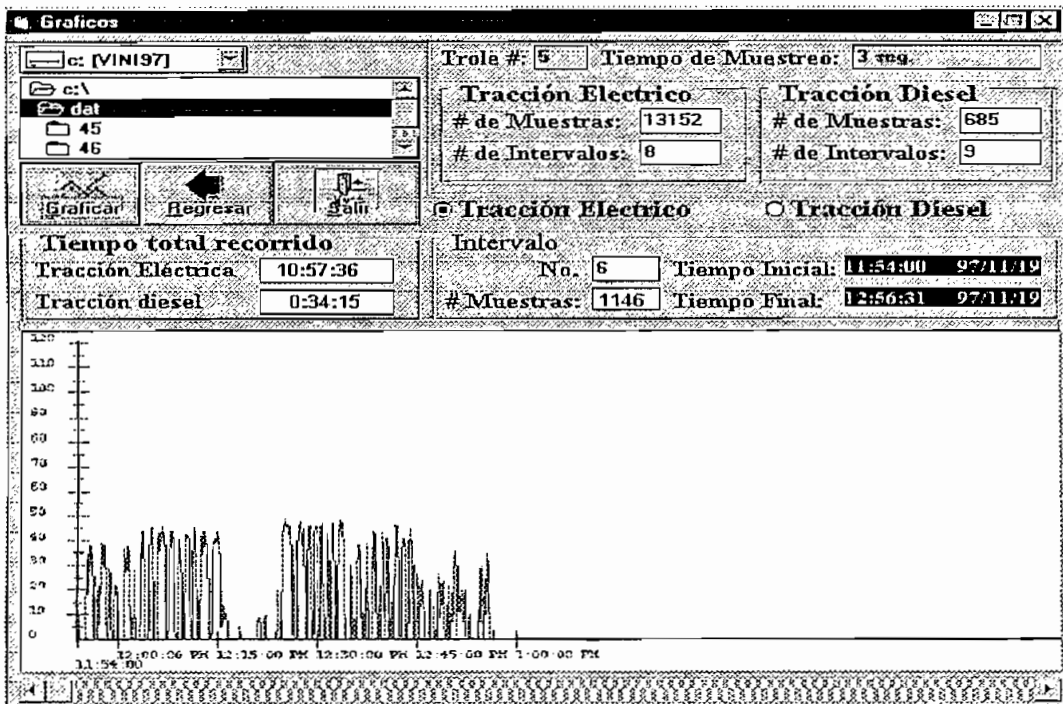 Graficos
c: [VINI97]
c:\
dat
45
46
Graficar
Regresar
Salir
Trole #: 5 Tiempo de Muestreo: 3 seg.
Tracción Electrico
# de Muestras: 13152
# de Intervalos: 8
Tracción Diesel
# de Muestras: 685
# de Intervalos: 9
Tracción Electrico
Tracción Diesel
Tiempo total recorrido
Tracción Eléctrica 10:57:36
Tracción diesel 0:34:15
Intervalo
No. 6 Tiempo Inicial: 11:54:00 97/11/19
# Muestras: 1146 Tiempo Final: 12:56:31 97/11/19
120
110
100
90
80
70
60
50
40
30
20
10
0
12:00:00 PM 12:15:00 PM 12:30:00 PM 12:45:00 PM 1:00:00 PM
11:54:00